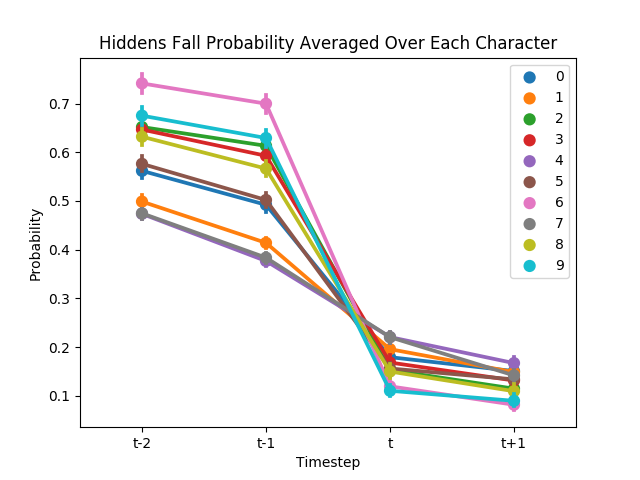 Hiddens Fall Probability Averaged Over Each Character
Probability
0.7
0.6
0.5
0.4
0.3
0.2
0.1
0
1
2
3
4
5
6
7
8
9
t-2
t-1
t
t+1
Timestep